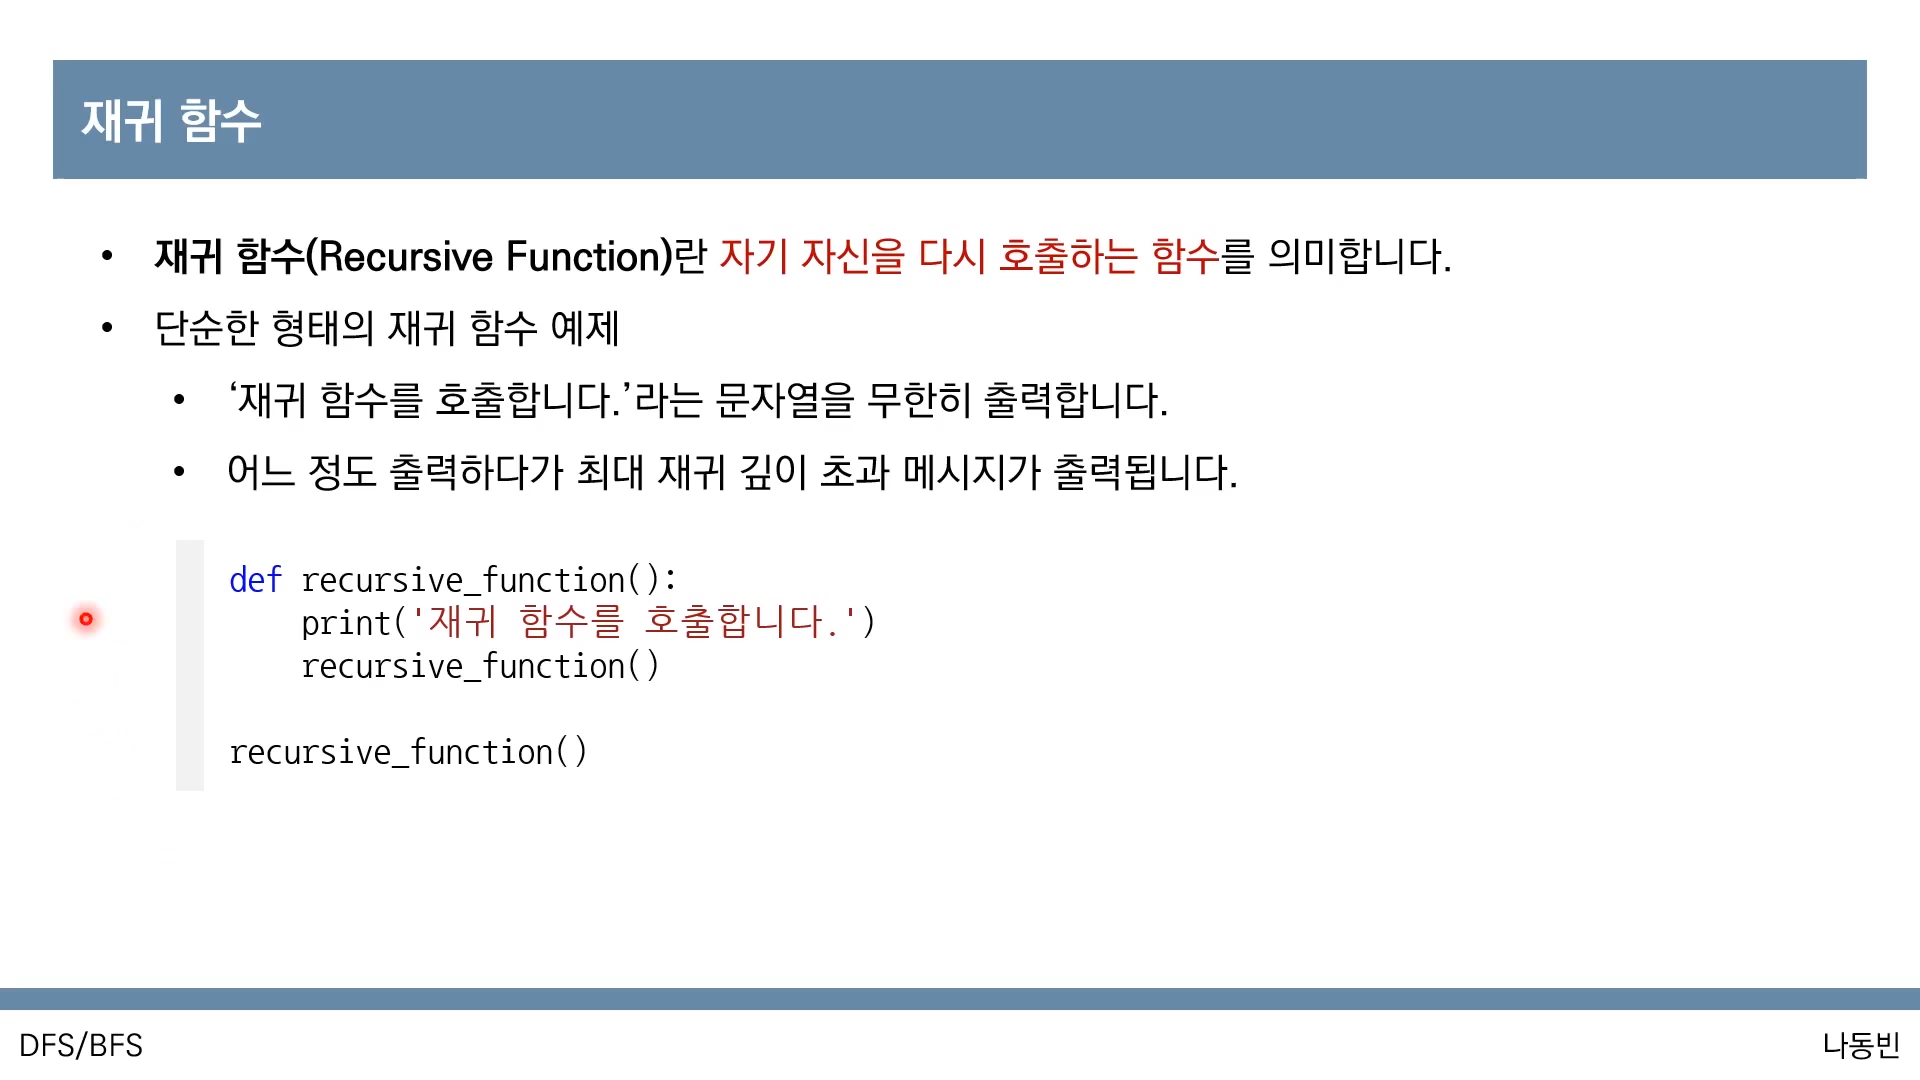 재귀 함수
• 재귀 함수(Recursive Function)란 자기 자신을 다시 호출하는 함수를 의미합니다.
• 단순한 형태의 재귀 함수 예제
• ‘재귀 함수를 호출합니다.’라는 문자열을 무한히 출력합니다.
• 어느 정도 출력하다가 최대 재귀 깊이 초과 메시지가 출력됩니다.
def recursive_function():
    print('재귀 함수를 호출합니다.')
    recursive_function()

recursive_function()
DFS/BFS
나동빈